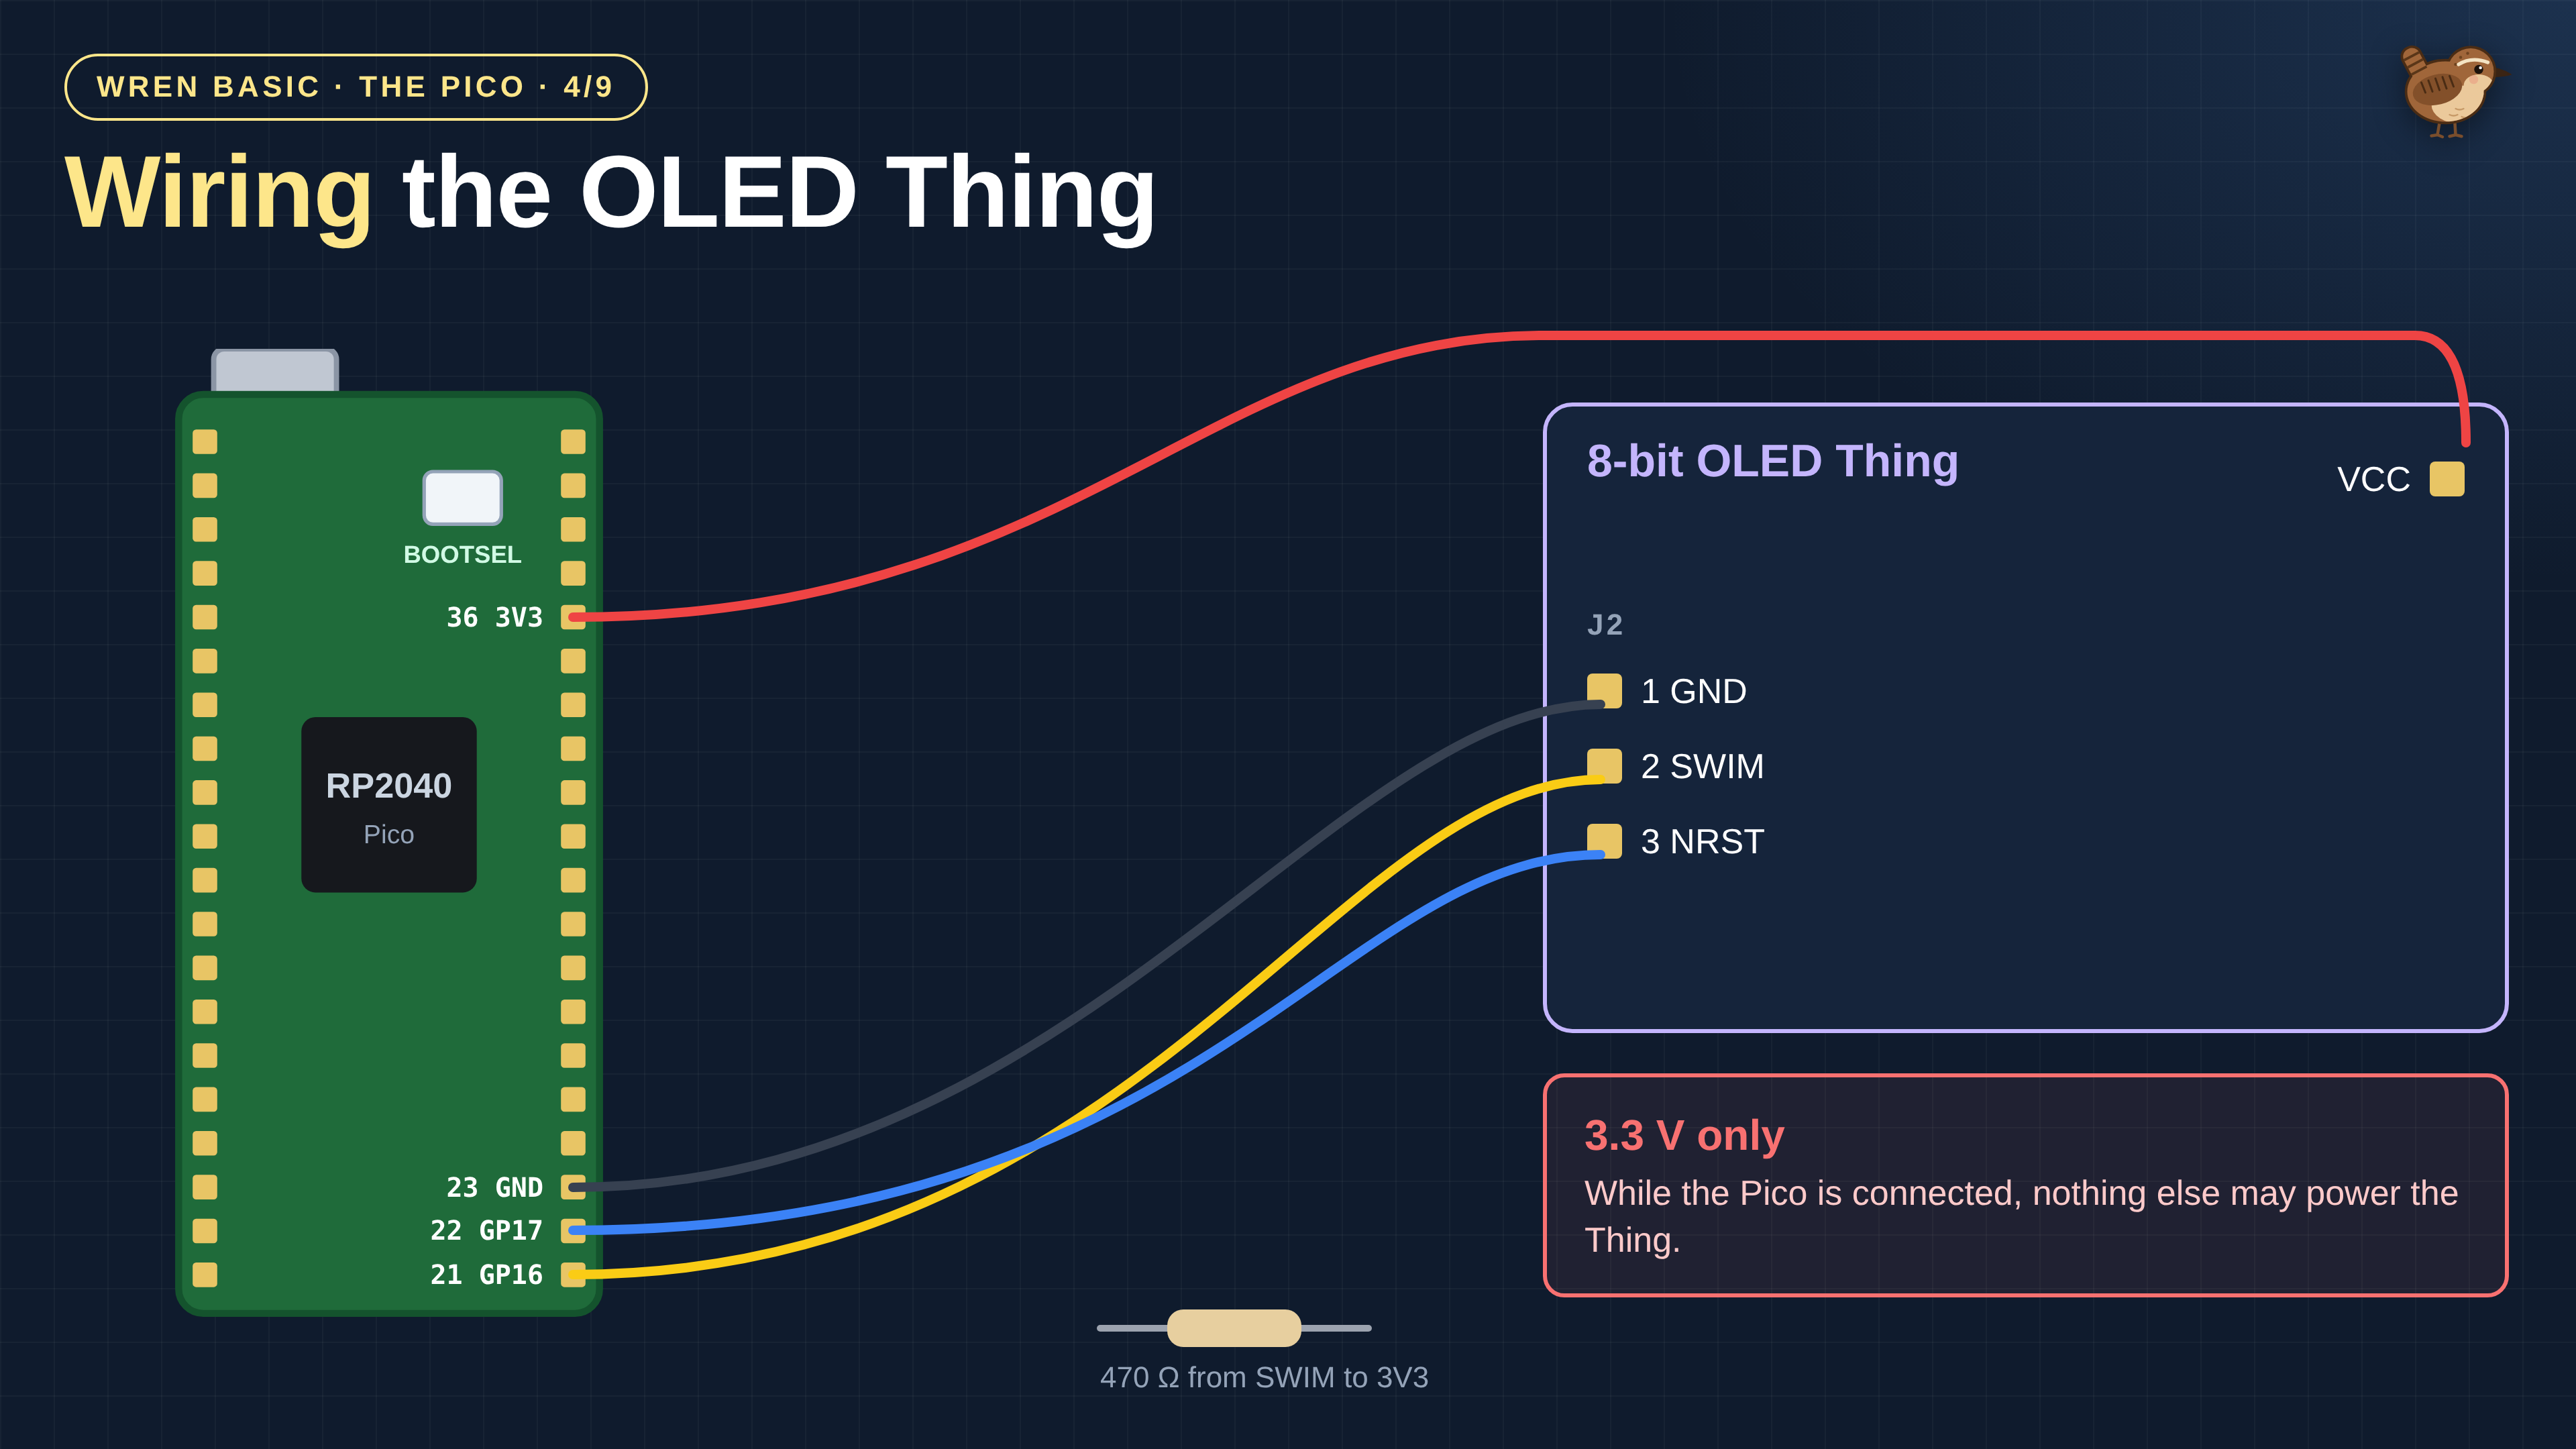 WREN BASIC · THE PICO · 4/9
Wiring the OLED Thing
BOOTSEL
36 3V3
RP2040
Pico
23 GND
22 GP17
21 GP16
8-bit OLED Thing
VCC
J2
1 GND
2 SWIM
3 NRST
3.3 V only
While the Pico is connected, nothing else may power the
Thing.
470 Ω from SWIM to 3V3